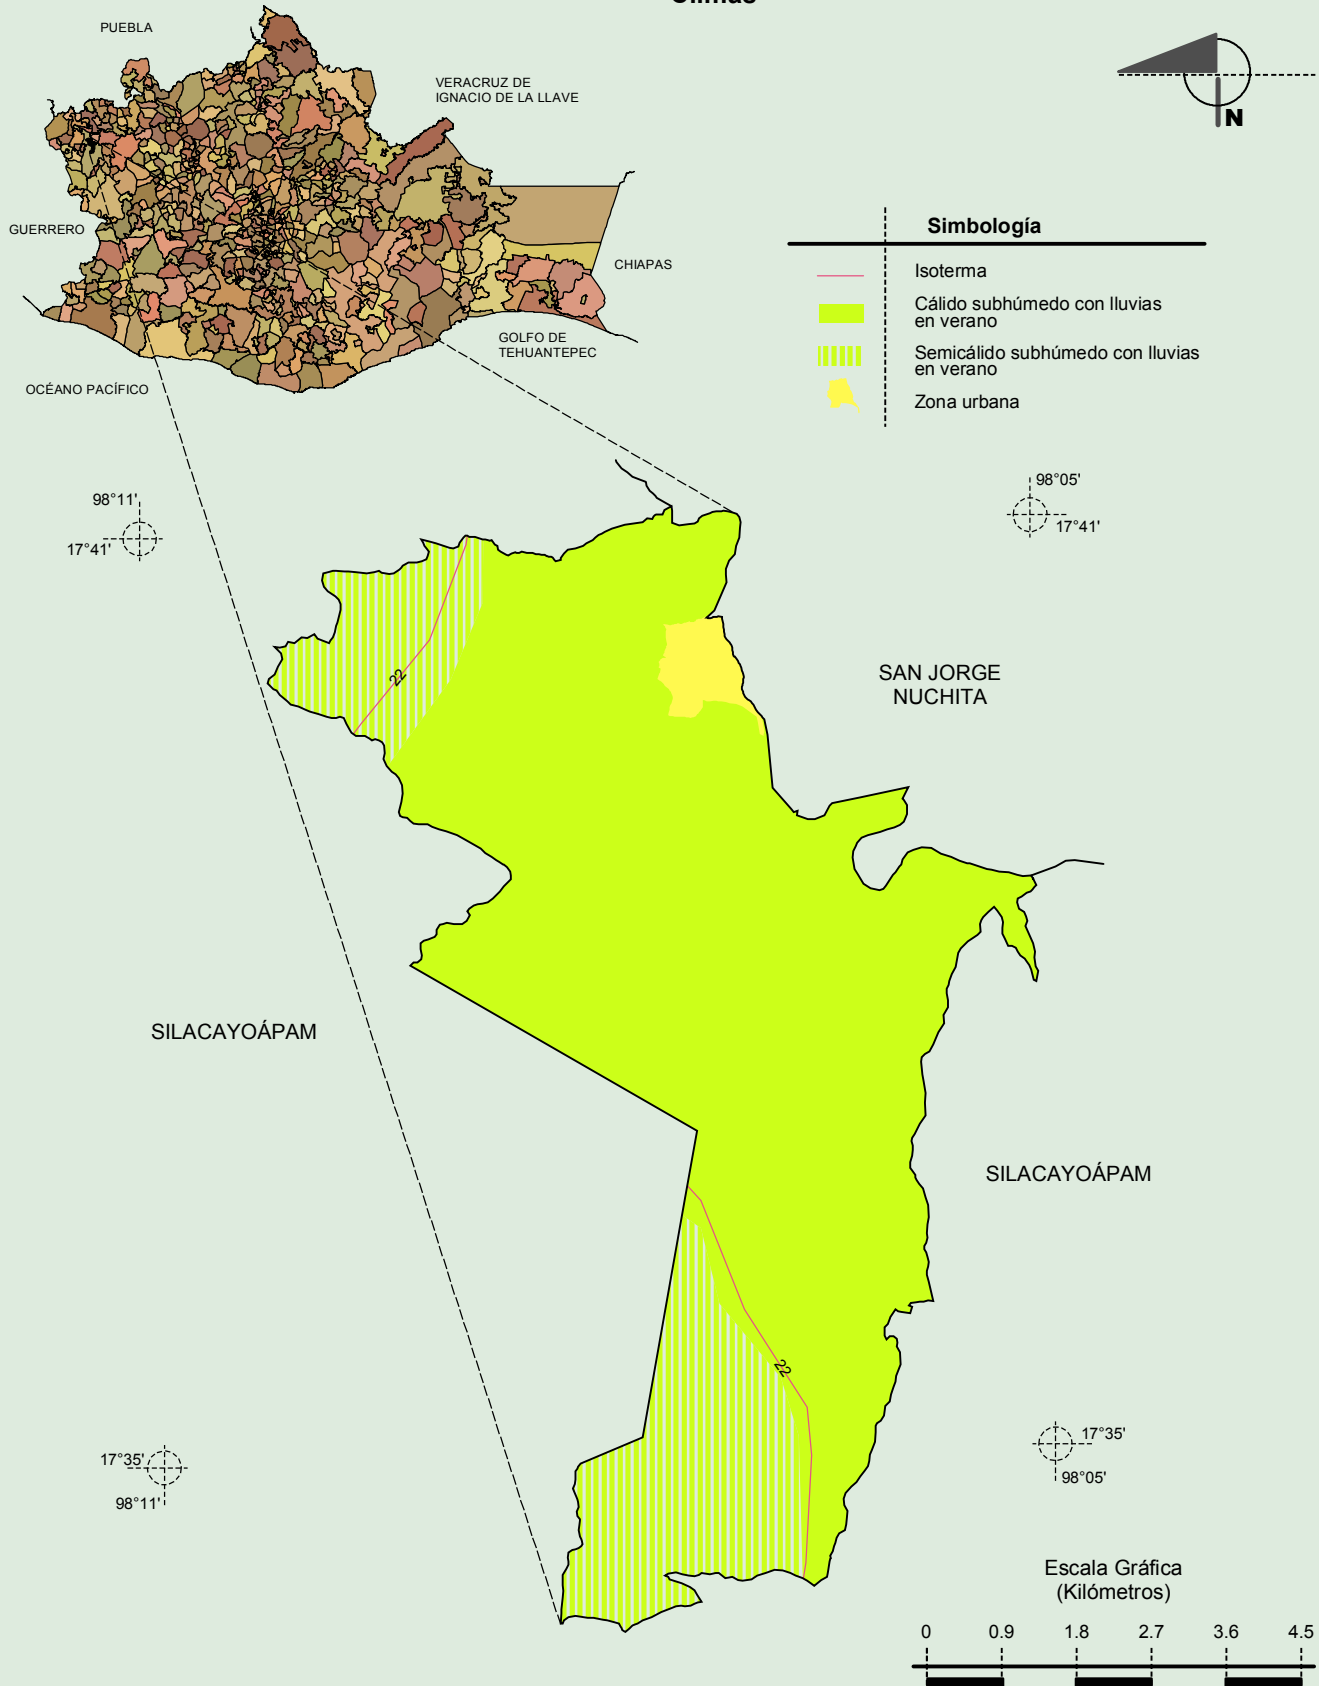 Climas
PUEBLA
VERACRUZ DE
IGNACIO DE LA LLAVE
N
GUERRERO
CHIAPAS
GOLFO DE
TEHUANTEPEC
OCÉANO PACÍFICO
Simbología
Isoterma
Cálido subhúmedo con lluvias
en verano
Semicálido subhúmedo con lluvias
en verano
Zona urbana
98°11'
17°41'
98°05'
17°41'
22
SAN JORGE
NUCHITA
SILACAYOÁPAM
SILACAYOÁPAM
22
17°35'
98°11'
17°35'
98°05'
Escala Gráfica
(Kilómetros)
0 0.9 1.8 2.7 3.6 4.5